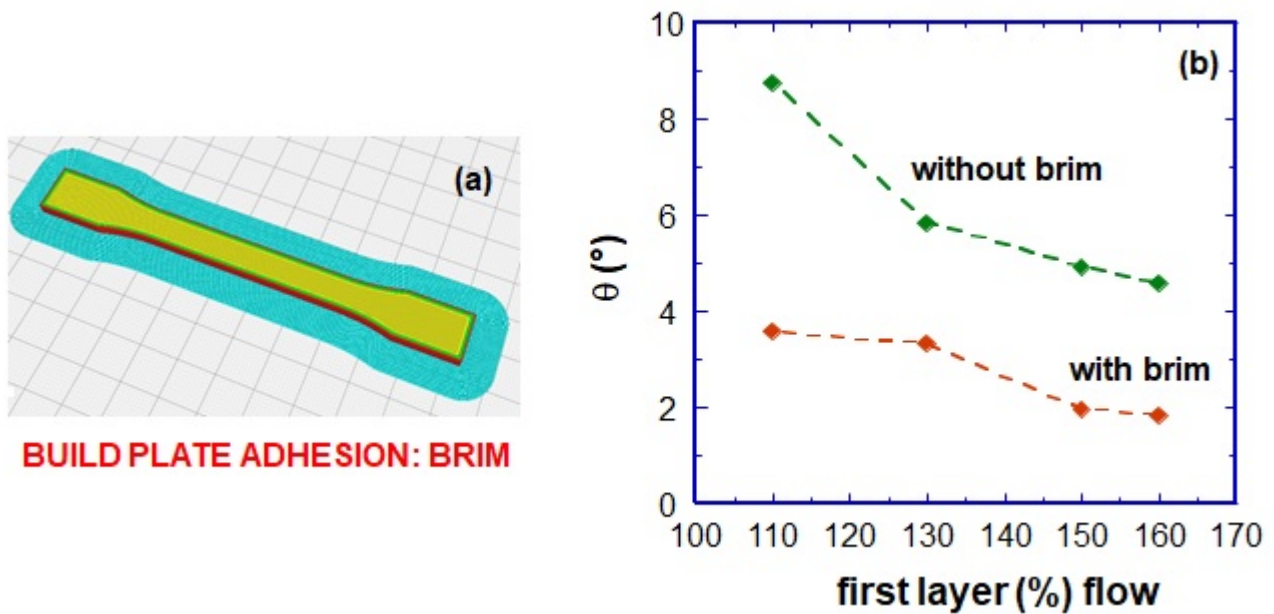 (a)
BUILD PLATE ADHESION: BRIM
(b)
10
8
6
4
2
0
θ (°)
without brim
with brim
100 110 120 130 140 150 160 170
first layer (%) flow